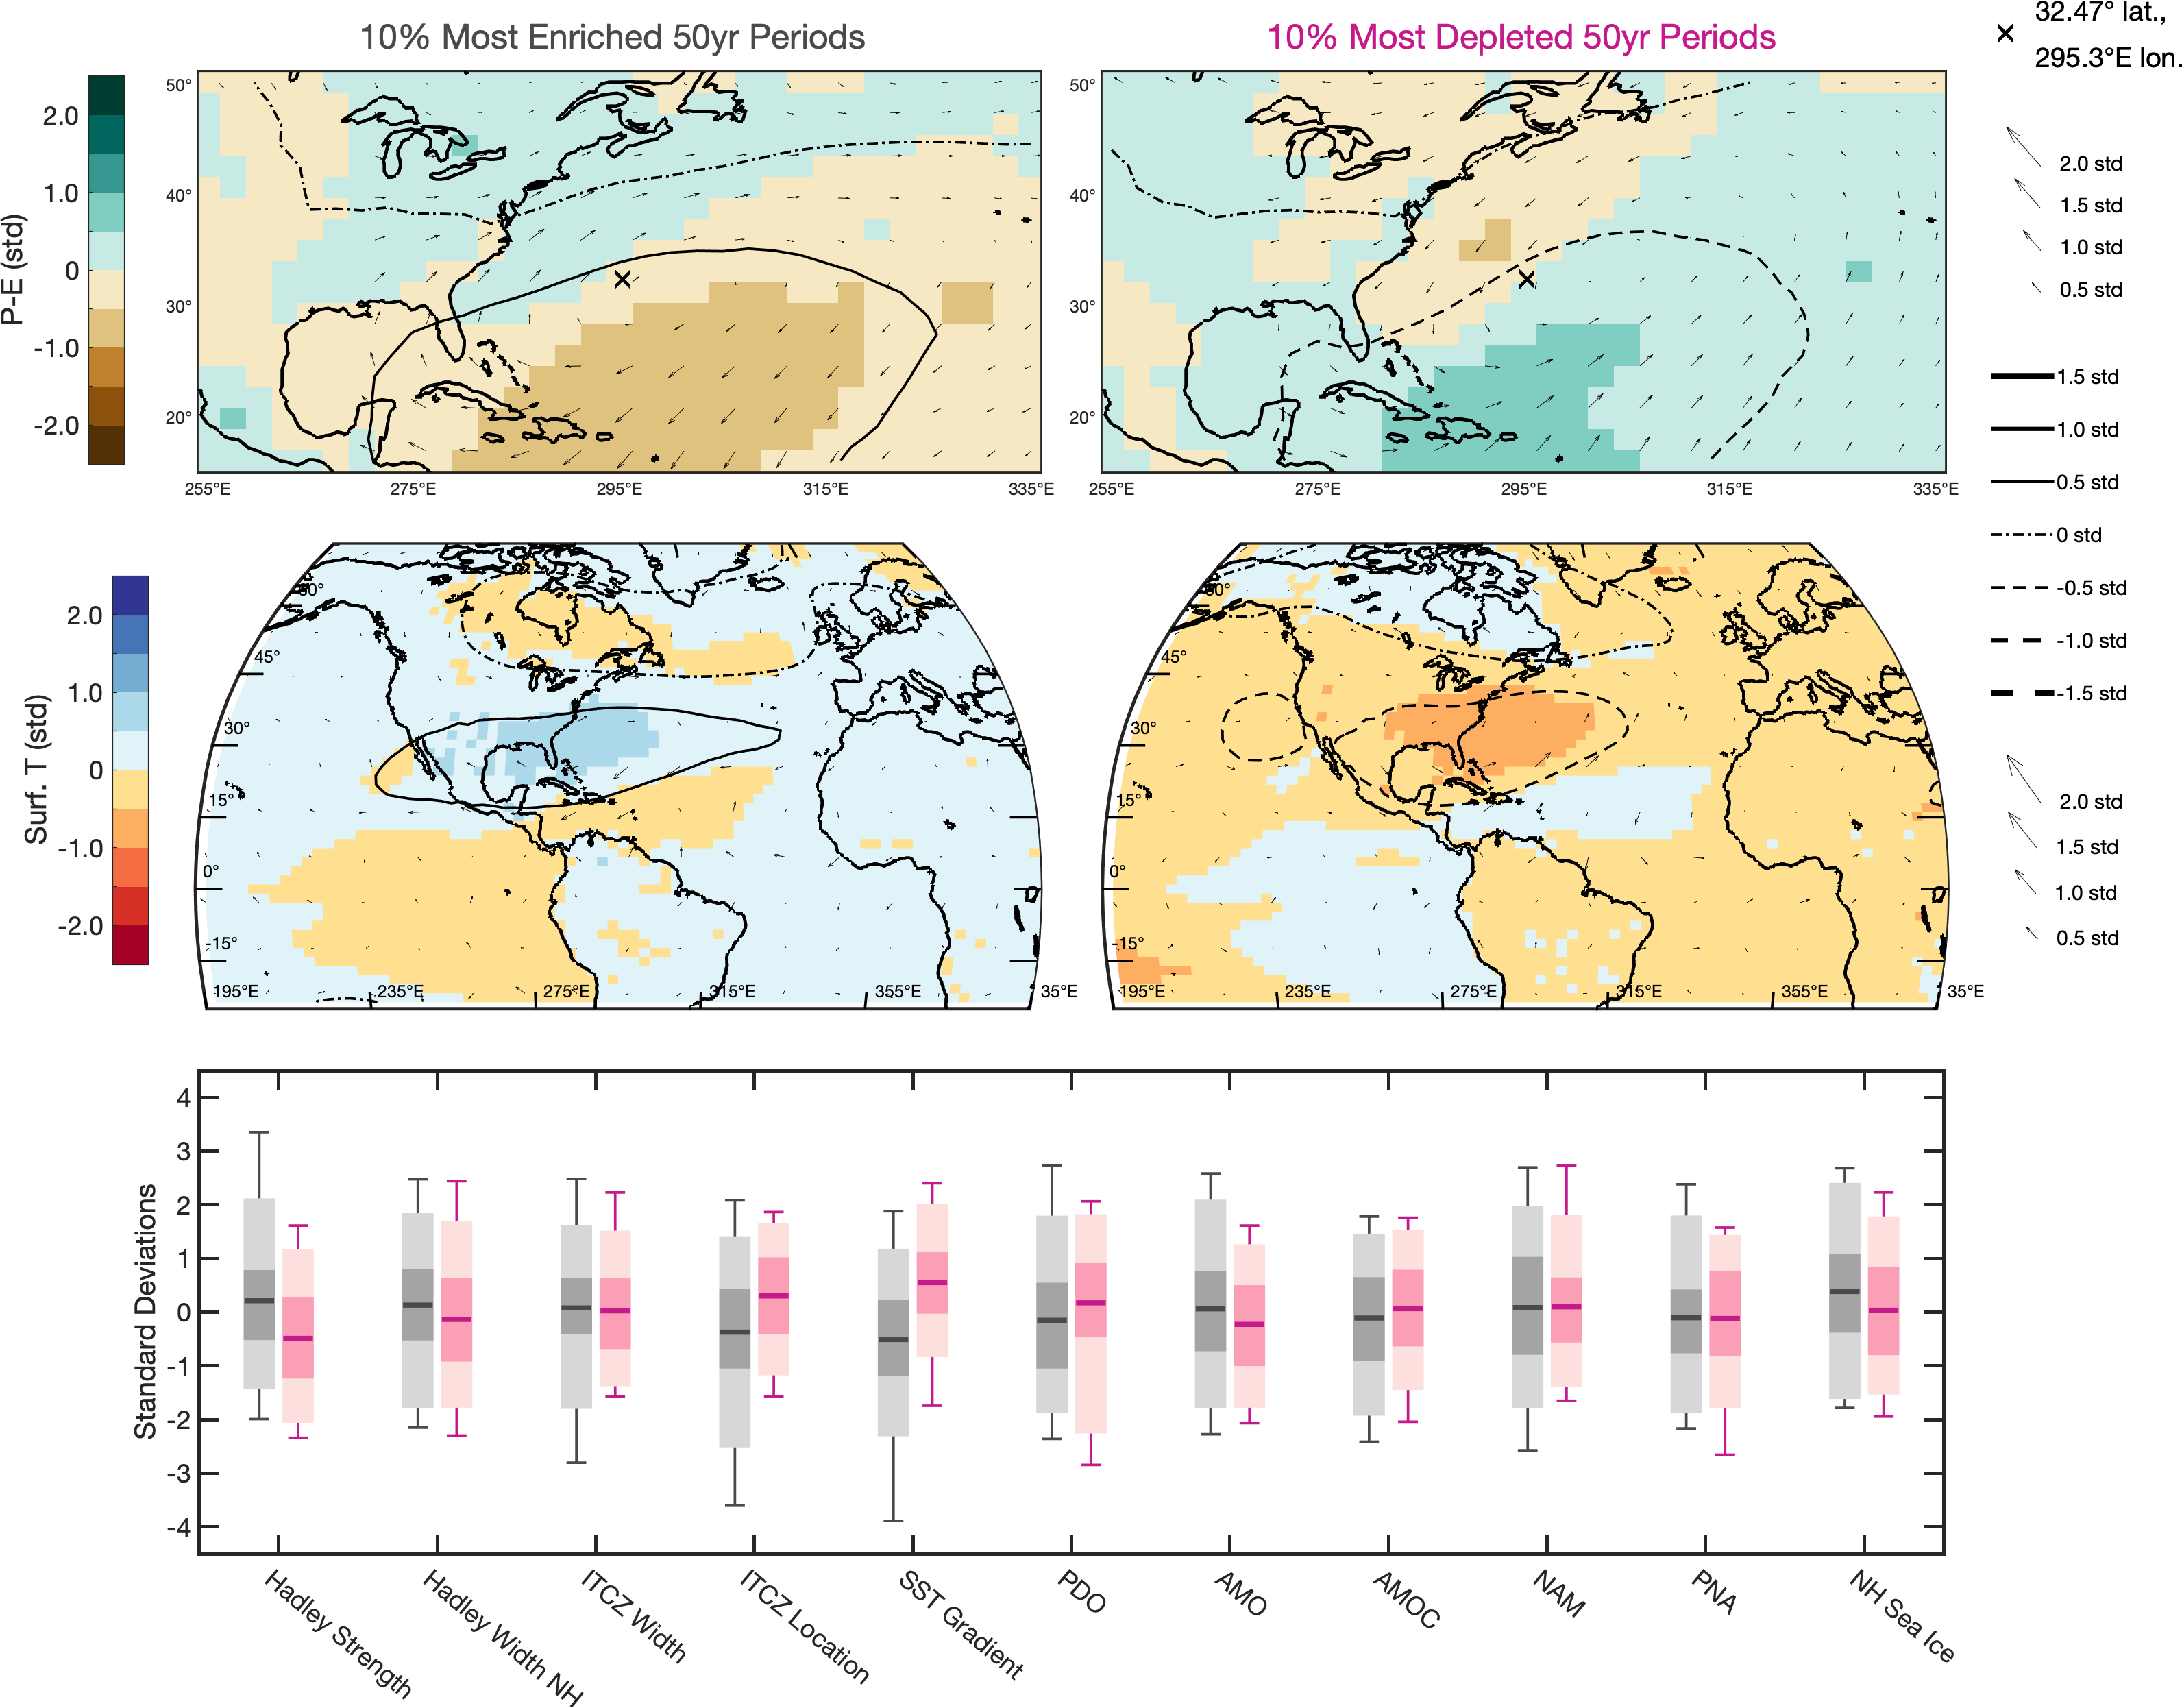 10% Most Enriched 50yr Periods
10% Most Depleted 50yr Periods
32.47° lat.,
295.3°E lon.
P-E (std)
2.0
1.0
0
-1.0
-2.0
50°
40°
30°
20°
255°E 275°E 295°E 315°E 335°E
50°
40°
30°
20°
255°E 275°E 295°E 315°E 335°E
2.0 std
1.5 std
1.0 std
0.5 std
1.5 std
1.0 std
0.5 std
0 std
-0.5 std
-1.0 std
-1.5 std
Surf. T (std)
2.0
1.0
0
-1.0
-2.0
60°
45°
30°
15°
0°
-15°
195°E 235°E 275°E 315°E 355°E 35°E
60°
45°
30°
15°
0°
-15°
195°E 235°E 275°E 315°E 355°E 35°E
2.0 std
1.5 std
1.0 std
0.5 std
Standard Deviations
4
3
2
1
0
-1
-2
-3
-4
Hadley Strength
Hadley Width NH
ITCZ Width
ITCZ Location
SST Gradient
PDO
AMO
AMOC
NAM
PNA
NH Sea Ice